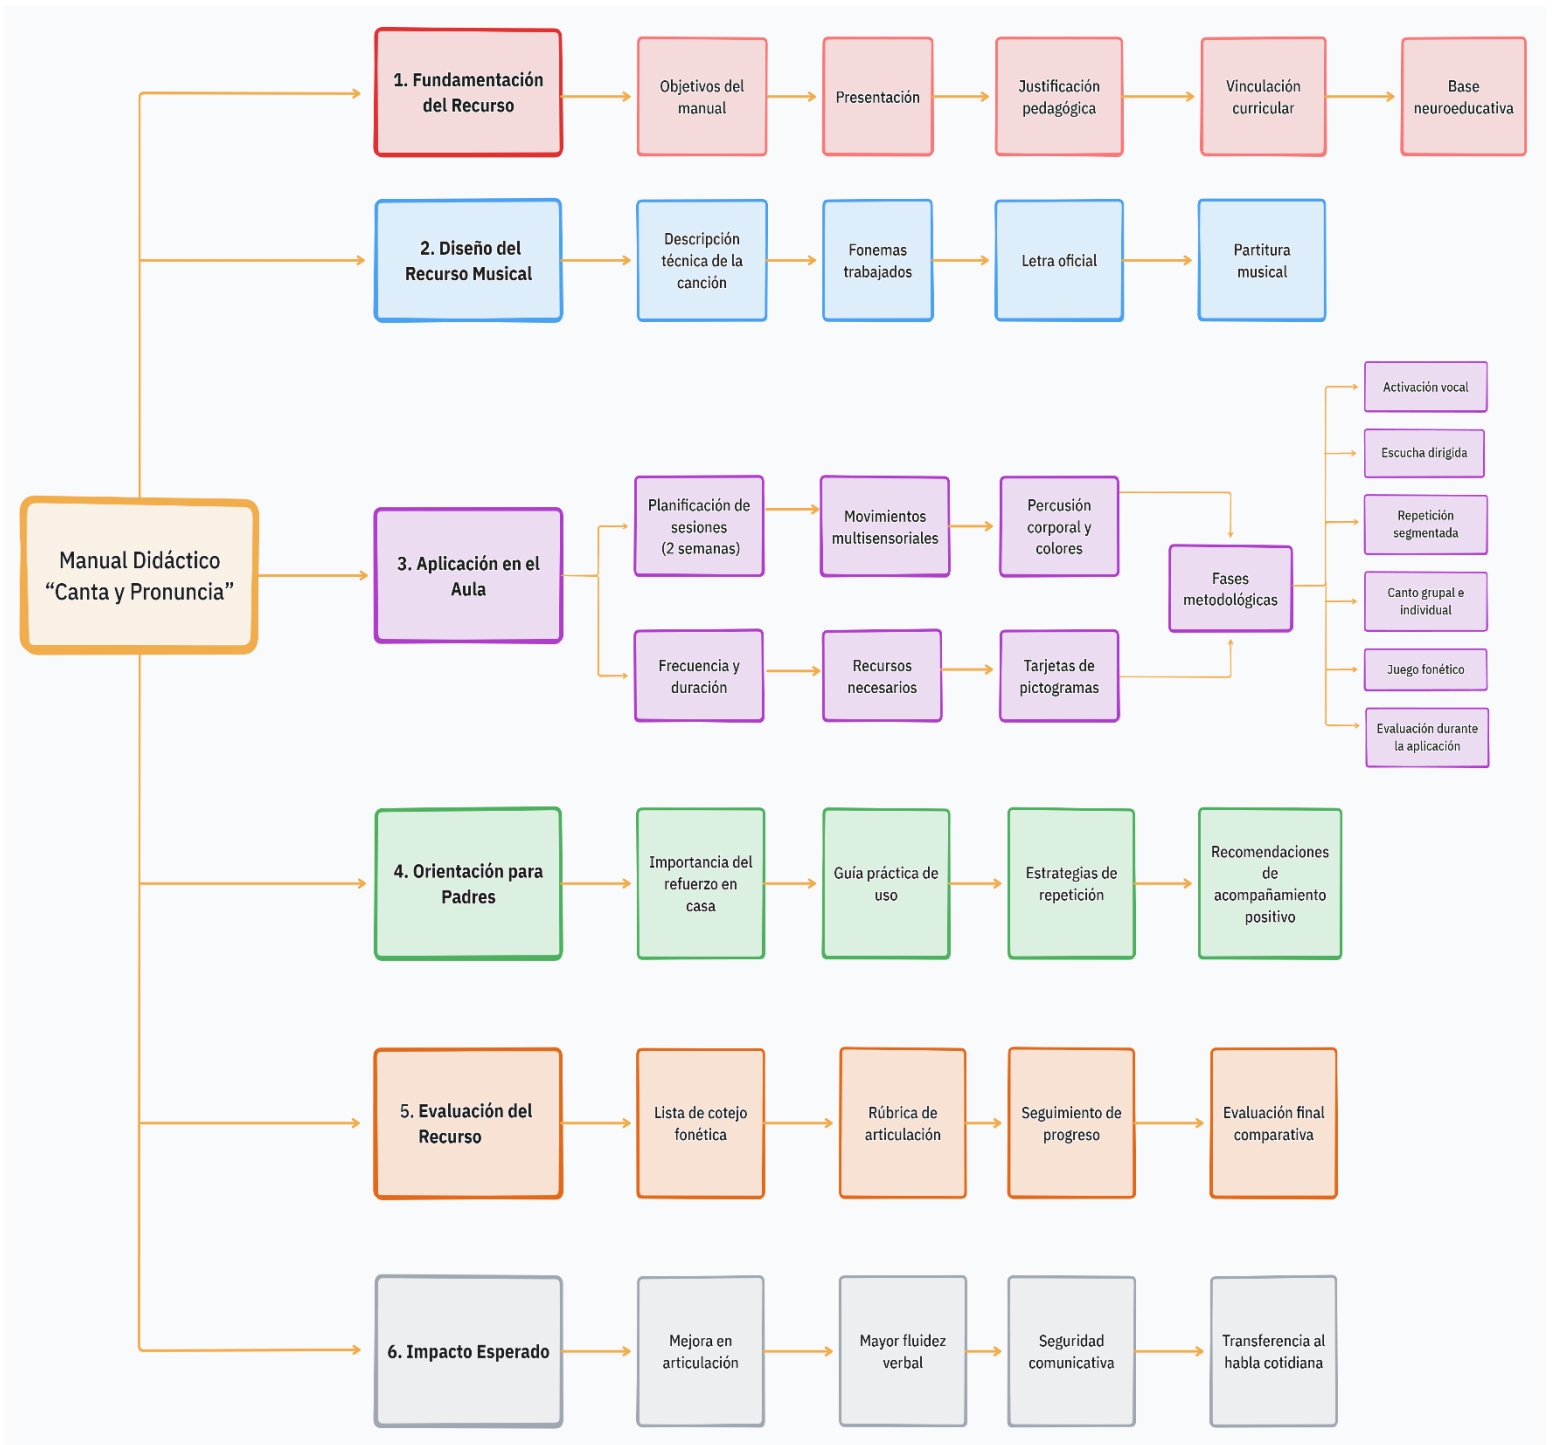 Manual Didáctico
“Canta y Pronuncia”
1. Fundamentación
del Recurso
Objetivos del
manual
Presentación
Justificación
pedagógica
Vinculación
curricular
Base
neuroeducativa
2. Diseño del
Recurso Musical
Descripción
técnica de la
canción
Fonemas
trabajados
Letra oficial
Partitura
musical
3. Aplicación en el
Aula
Planificación de
sesiones
(2 semanas)
Movimientos
multisensoriales
Percusión
corporal y
colores
Frecuencia y
duración
Recursos
necesarios
Tarjetas de
pictogramas
Fases
metodológicas
Activación vocal
Escucha dirigida
Repetición
segmentada
Canto grupal e
individual
Juego fonético
Evaluación durante
la aplicación
4. Orientación para
Padres
Importancia del
refuerzo en
casa
Guía práctica de
uso
Estrategias de
repetición
Recomendaciones
de
acompañamiento
positivo
5. Evaluación del
Recurso
Lista de cotejo
fonética
Rúbrica de
articulación
Seguimiento de
progreso
Evaluación final
comparativa
6. Impacto Esperado
Mejora en
articulación
Mayor fluidez
verbal
Seguridad
comunicativa
Transferencia al
habla cotidiana